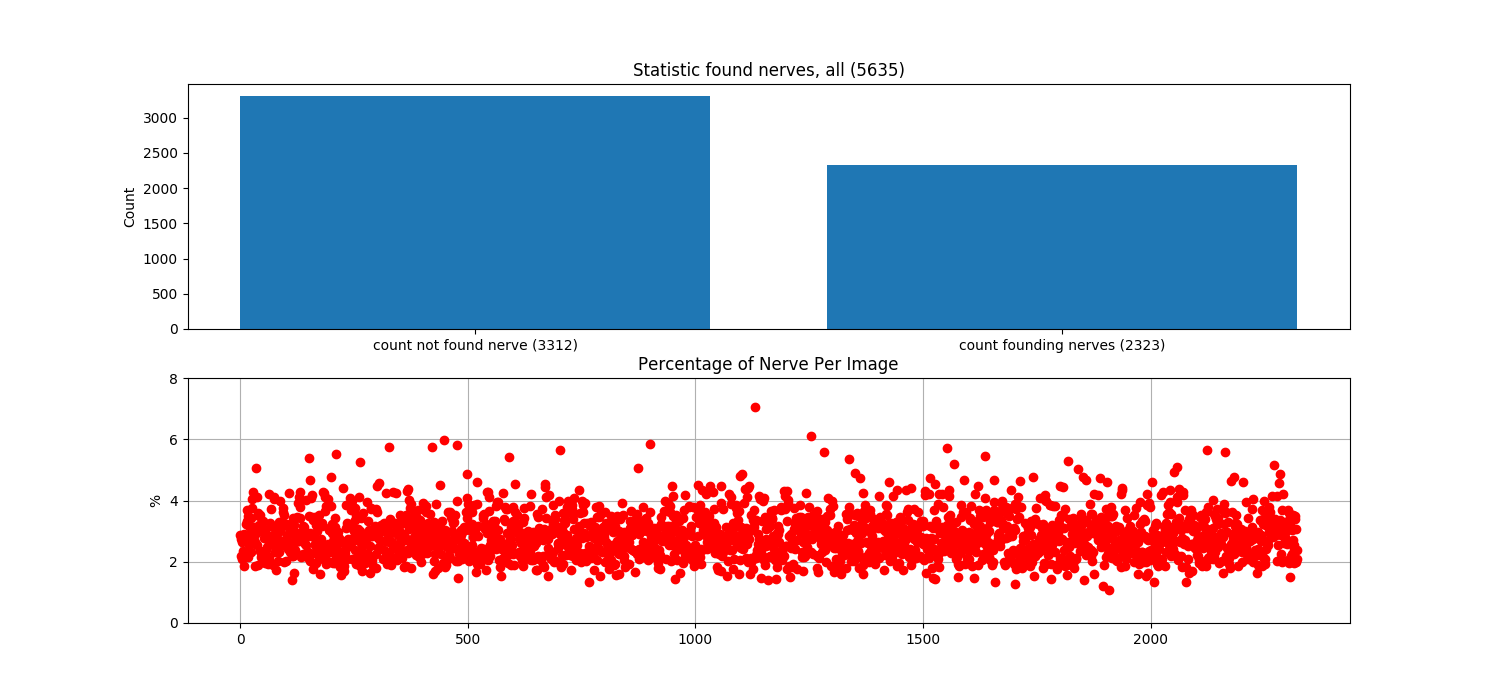 Statistic found nerves, all (5635)
3000
2500
2000
1500
1000
500
0
Count
count not found nerve (3312) count founding nerves (2323)
Percentage of Nerve Per Image
8
6
4
2
0
%
0 500 1000 1500 2000